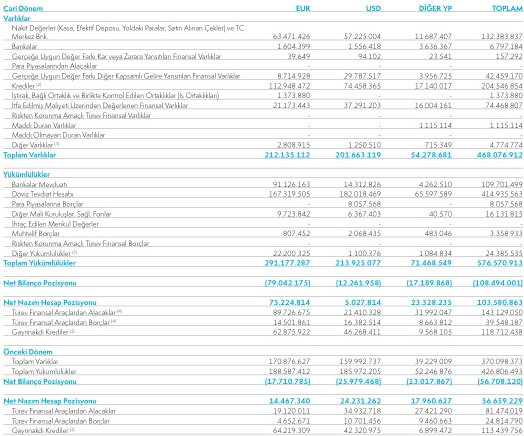 Cari Dönem EUR USD DİĞER YP TOPLAM
Varlıklar
Nakit Değerler (Kasa, Efektif Deposu, Yoldaki Paralar, Satın Alınan Çekler) ve TC
Merkez Bnk. 63.471.426 57.225.004 11.687.407 132.383.837
Bankalar 1.604.399 1.556.418 3.636.367 6.797.184
Gerçeğe Uygun Değer Farkı Kar veya Zarara Yansıtılan Finansal Varlıklar 39.649 94.102 23.541 157.292
Para Piyasalarından Alacaklar - - - -
Gerçeğe Uygun Değer Farkı Diğer Kapsamlı Gelire Yansıtılan Finansal Varlıklar 8.714.928 29.787.517 3.956.725 42.459.170
Krediler 112.948.472 74.458.365 17.140.017 204.546.854
İştirak, Bağlı Ortaklık ve Birlikte Kontrol Edilen Ortaklıklar (İş Ortaklıkları) 1.373.880 - - 1.373.880
İtfa Edilmiş Maliyeti Üzerinden Değerlenen Finansal Varlıklar 21.173.443 37.291.203 16.004.161 74.468.807
Riskten Korunma Amaçlı Türev Finansal Varlıklar - - - -
Maddi Duran Varlıklar - - 1.115.114 1.115.114
Maddi Olmayan Duran Varlıklar - - - -
Diğer Varlıklar 2.808.915 1.250.510 715.349 4.774.774
Toplam Varlıklar 212.135.112 201.663.119 54.278.681 468.076.912
Yükümlülükler
Bankalar Mevduatı 91.126.163 14.312.826 4.262.510 109.701.499
Döviz Tevdiat Hesabı 167.319.505 182.018.469 65.597.589 414.935.563
Para Piyasalarına Borçlar - 8.057.568 - 8.057.568
Diğer Mali Kuruluşlar. Sağl. Fonlar 9.723.842 6.367.403 40.570 16.131.815
İhraç Edilen Menkul Değerler - - - -
Muhtelif Borçlar 807.452 2.068.435 483.046 3.358.933
Riskten Korunma Amaçlı Türev Finansal Borçlar - - - -
Diğer Yükümlülükler 22.200.325 1.100.376 1.084.834 24.385.535
Toplam Yükümlülükler 291.177.287 213.925.077 71.468.549 576.570.913
Net Bilanço Pozisyonu (79.042.175) (12.261.958) (17.189.868) (108.494.001)
Net Nazım Hesap Pozisyonu 75.224.814 5.027.814 23.328.235 103.580.863
Türev Finansal Araçlardan Alacaklar (4) 89.726.675 21.410.328 31.992.047 143.129.050
Türev Finansal Araçlardan Borçlar (4) 14.501.861 16.382.514 8.663.812 39.548.187
Gayrinakdi Krediler 62.875.922 46.268.411 9.568.105 118.712.438
Önceki Dönem
Toplam Varlıklar 170.876.627 159.992.737 39.229.009 370.098.373
Toplam Yükümlülükler 188.587.412 185.972.205 52.246.876 426.806.493
Net Bilanço Pozisyonu (17.710.785) (25.979.468) (13.017.867) (56.708.120)
Net Nazım Hesap Pozisyonu 14.467.340 24.231.262 17.960.627 56.659.229
Türev Finansal Araçlardan Alacaklar 19.120.011 34.932.718 27.421.290 81.474.019
Türev Finansal Araçlardan Borçlar 4.652.671 10.701.456 9.460.663 24.814.790
Gayrinakdi Krediler 64.219.309 42.320.975 6.899.472 113.439.756